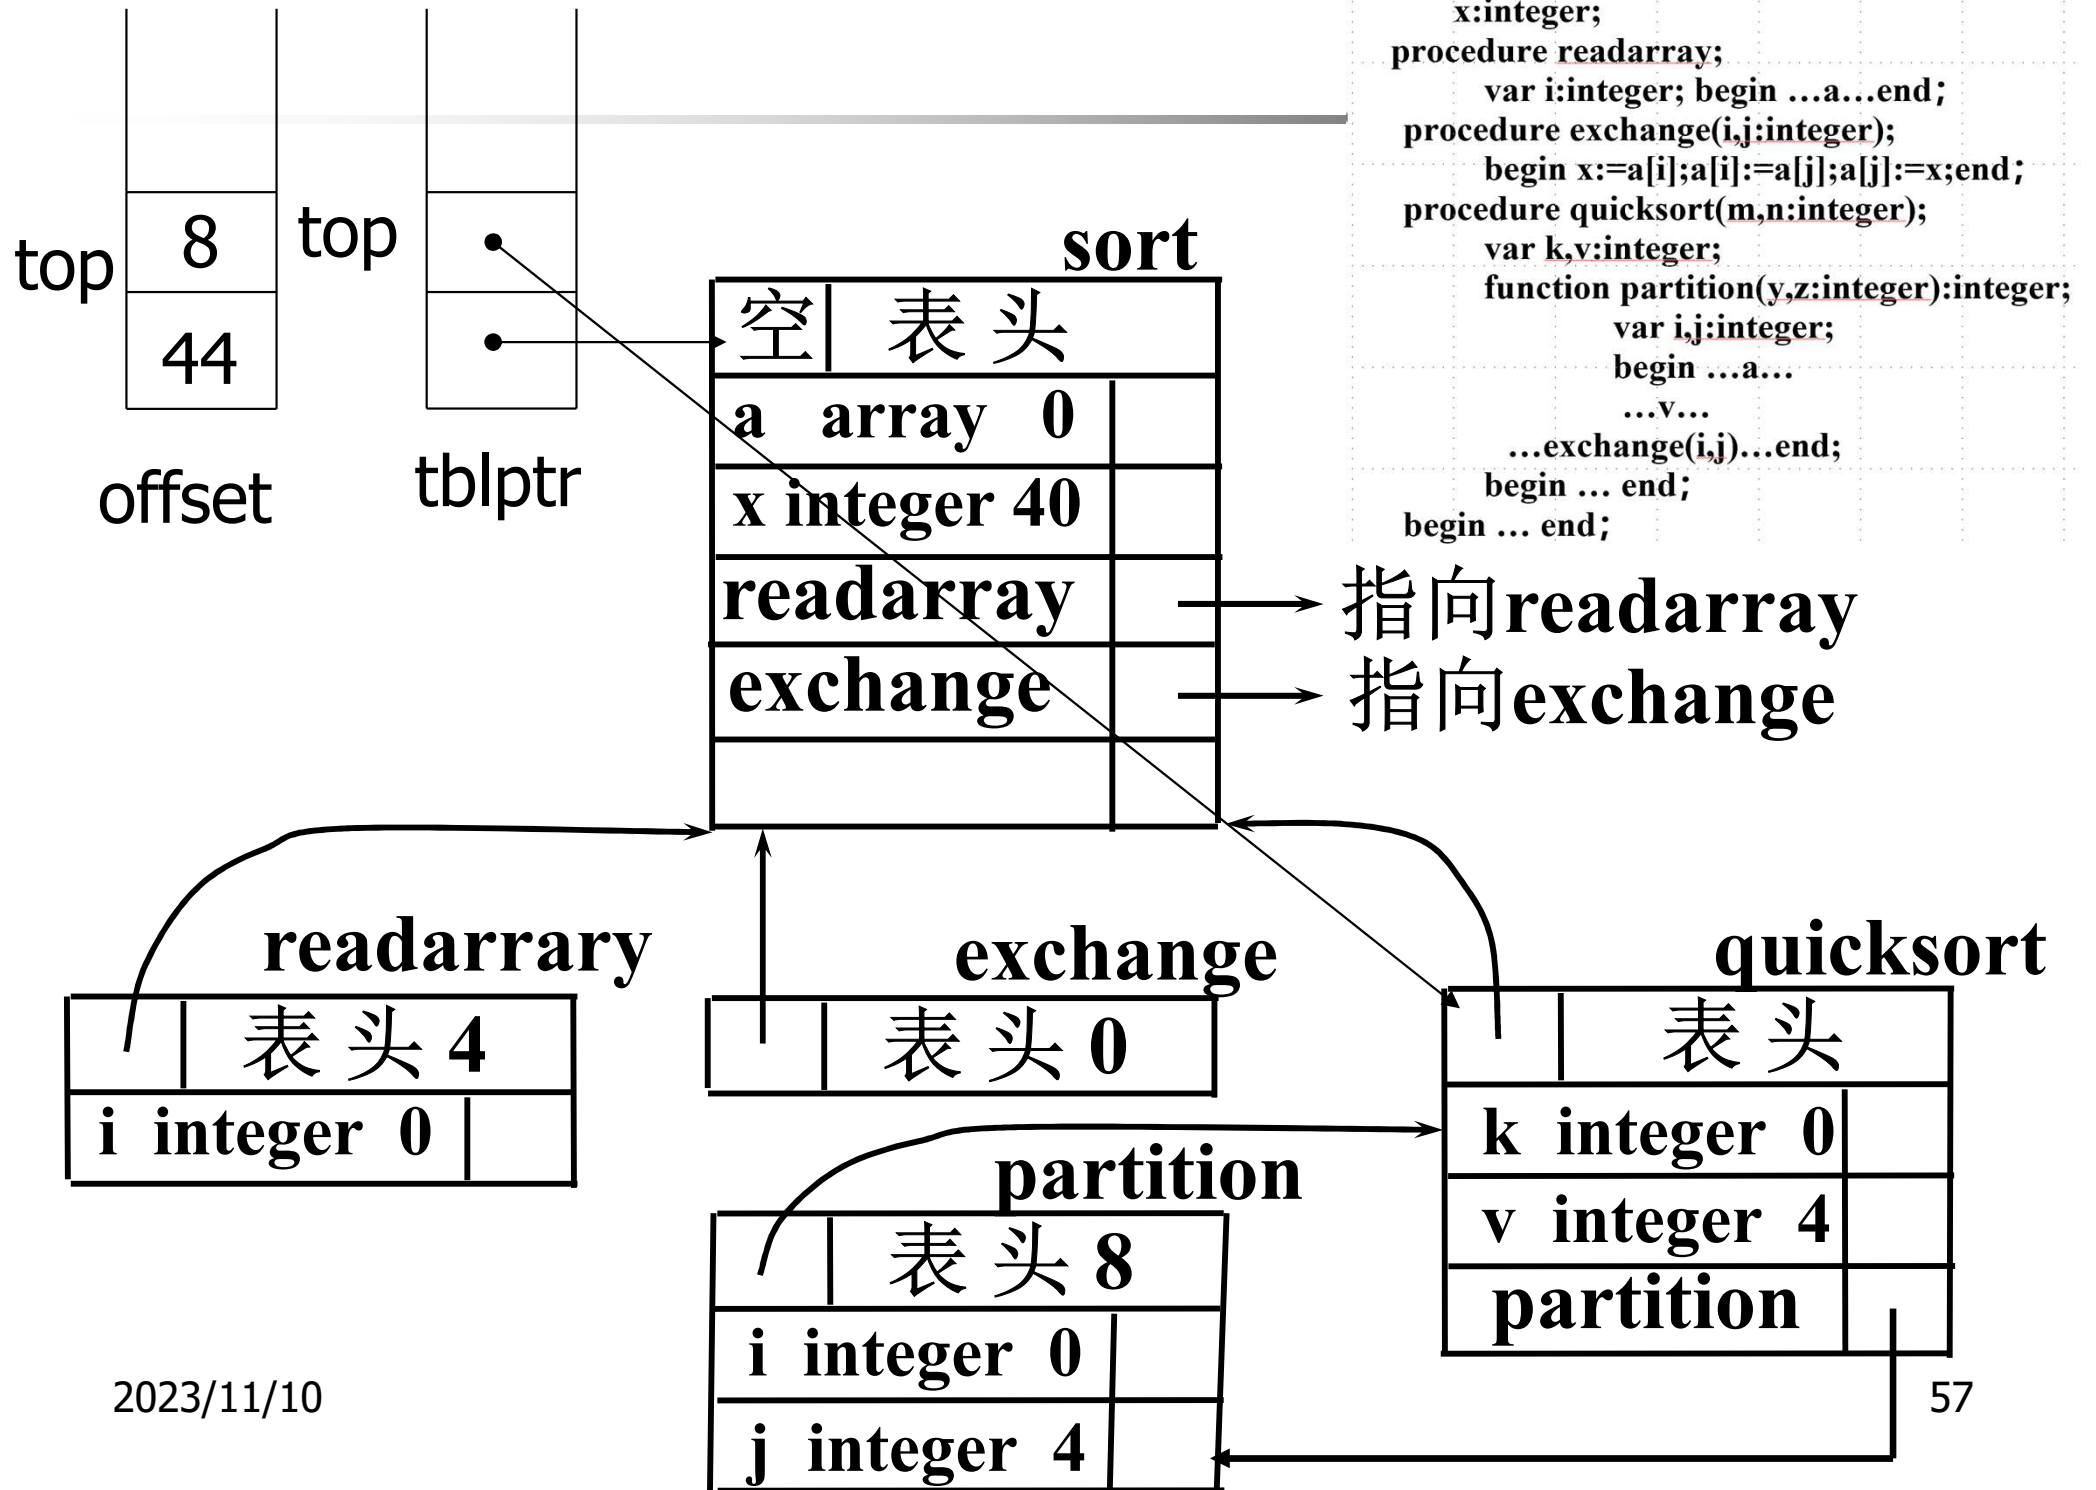 x:integer;
procedure readarray;
var i:integer; begin …a…end;
procedure exchange(i,j:integer);
begin x:=a[i];a[i]:=a[j];a[j]:=x;end;
procedure quicksort(m,n:integer);
var k,v:integer;
function partition(y,z:integer):integer;
var i,j:integer;
begin …a…
…v…
…exchange(i,j)…end;
begin … end;
begin … end;
top
8
44
offset
top
tblptr
sort
空 表 头
a array 0
x integer 40
readarray
指向readarray
exchange
指向exchange
readarrary
表 头 4
i integer 0
exchange
表 头 0
quicksort
表 头
k integer 0
v integer 4
partition
partition
表 头 8
i integer 0
j integer 4
2023/11/10
57